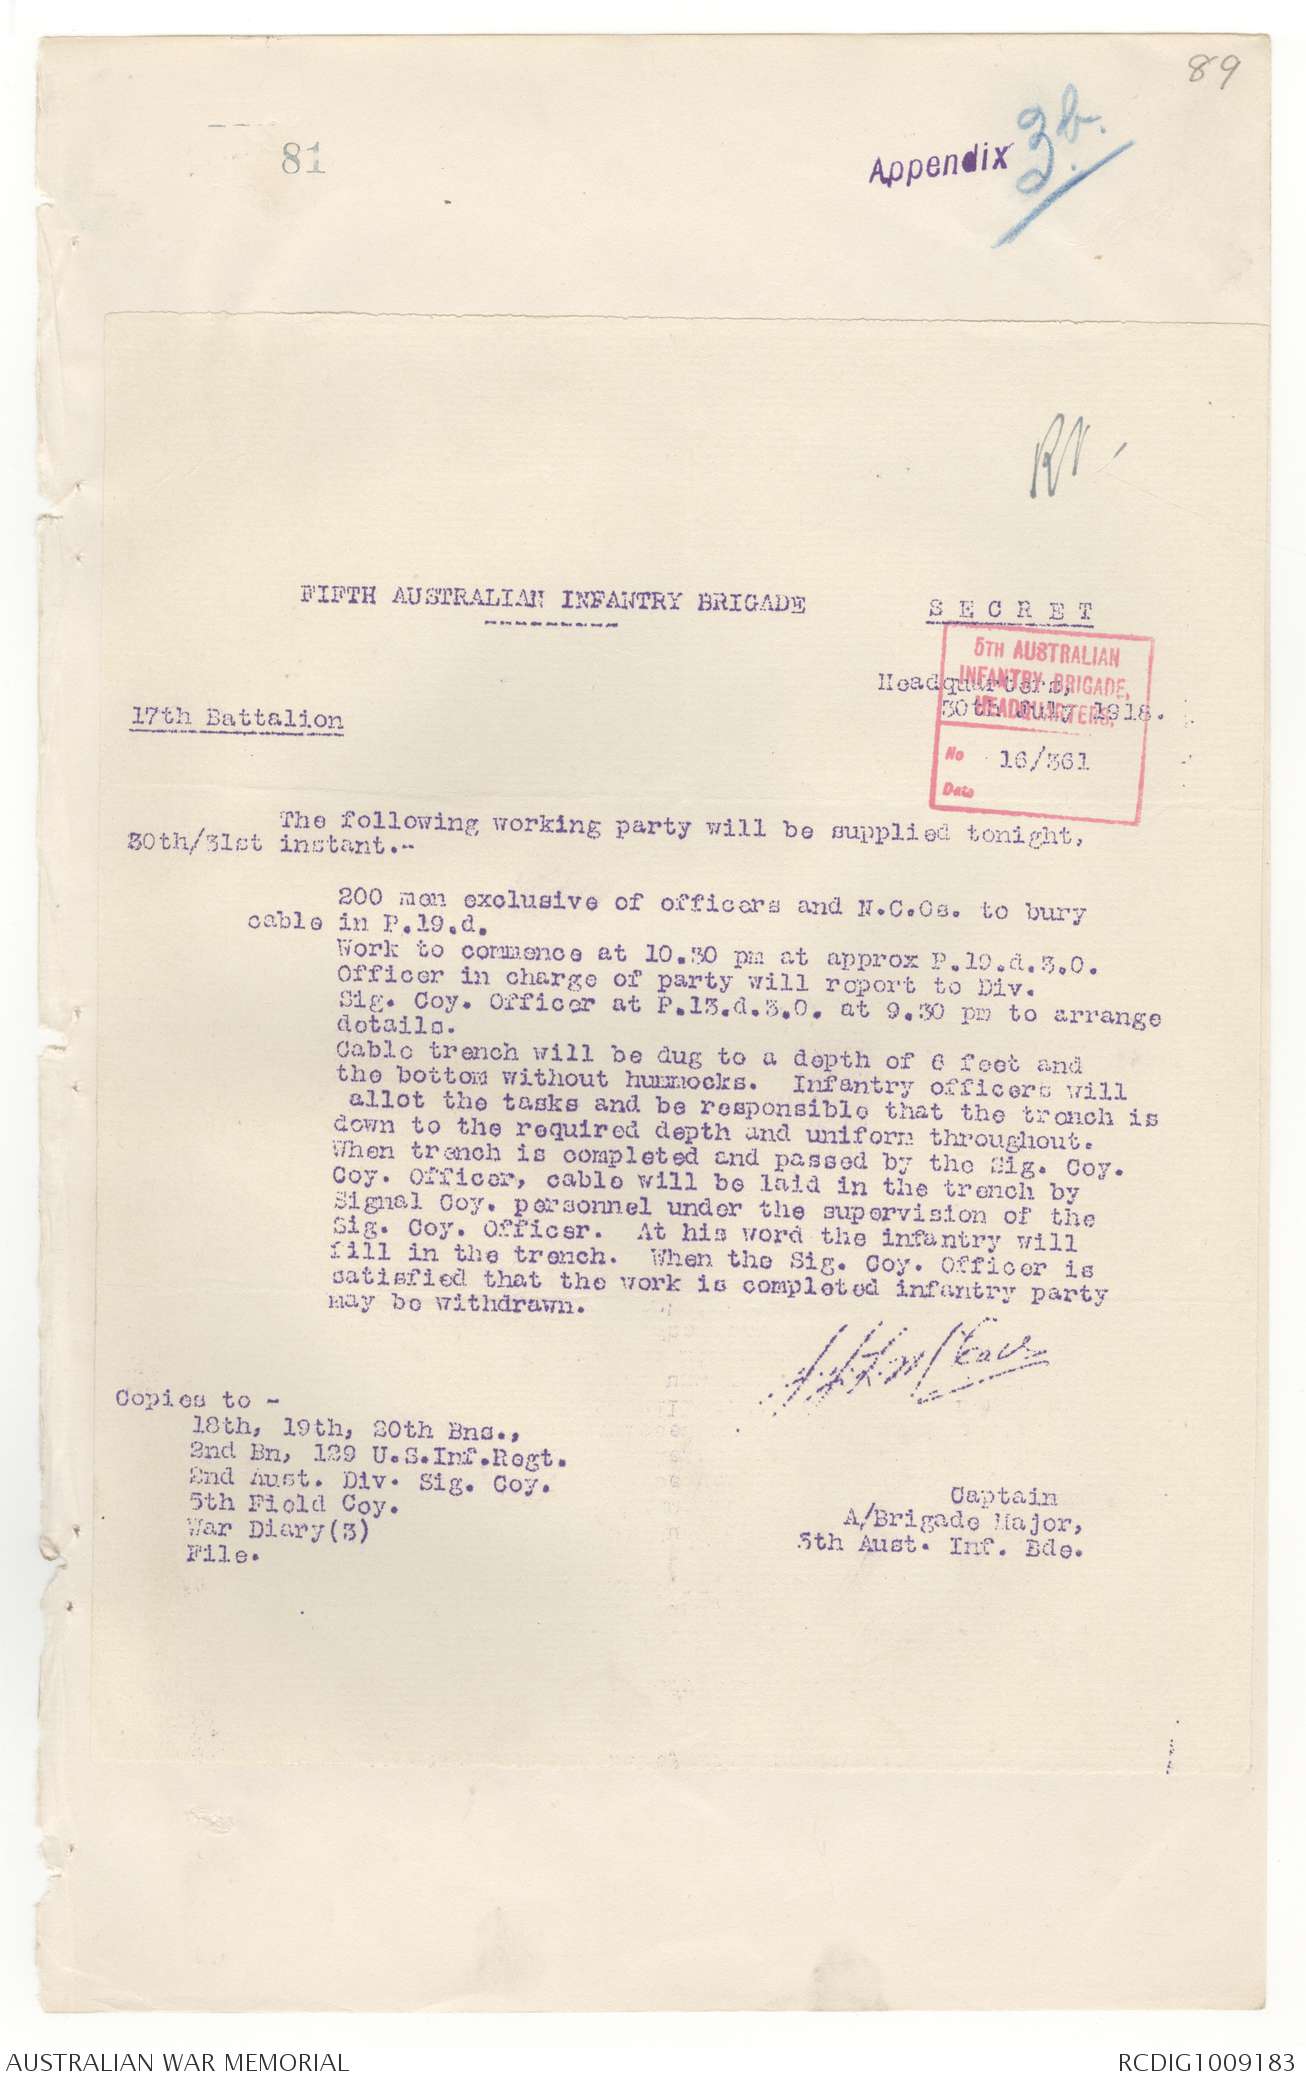 89
81
Appendix 3b.
FIFTH AUSTRALIAN INFANTRY BRIGADE
S E C R E T
5TH AUSTRALIAN
INFANTRY BRIGADE,
HEADQUARTERS,
No 16/361
Date
Headquarters,
30th July 1918.
17th Battalion
The following working party will be supplied tonight,
30th/31st instant.-
200 men exclusive of officers and N.C.Os. to bury
cable in P.19.d.
Work to commence at 10.30 pm at approx P.19.d.3.0.
Officer in charge of party will report to Div.
Sig. Coy. Officer at P.13.d.3.0. at 9.30 pm to arrange
details.
Cable trench will be dug to a depth of 6 feet and
the bottom without hummocks. Infantry officers will
allot the tasks and be responsible that the trench is
down to the required depth and uniform throughout.
When trench is completed and passed by the Sig. Coy.
Coy. Officer, cable will be laid in the trench by
Signal Coy. personnel under the supervision of the
Sig. Coy. Officer. At his word the infantry will
fill in the trench. When the Sig. Coy. Officer is
satisfied that the work is completed infantry party
may be withdrawn.
Copies to -
18th, 19th, 20th Bns.,
2nd Bn, 129 U.S.Inf.Regt.
2nd Aust. Div. Sig. Coy.
5th Field Coy.
War Diary(3)
File.
Captain
A/Brigade Major,
5th Aust. Inf. Bde.
AUSTRALIAN WAR MEMORIAL
RCDIG1009183